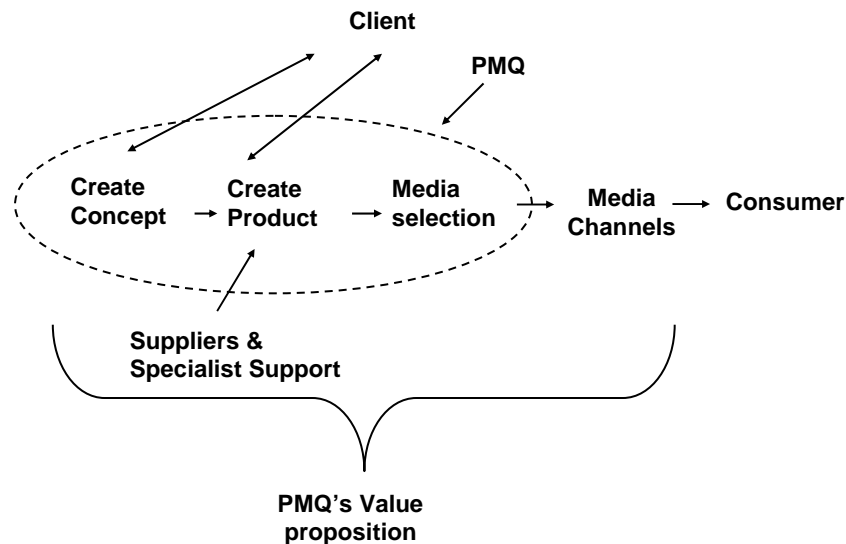 Client
PMQ
Create
Concept
Create
Product
Media
selection
Media
Channels
Consumer
Suppliers &
Specialist Support
PMQ’s Value
proposition